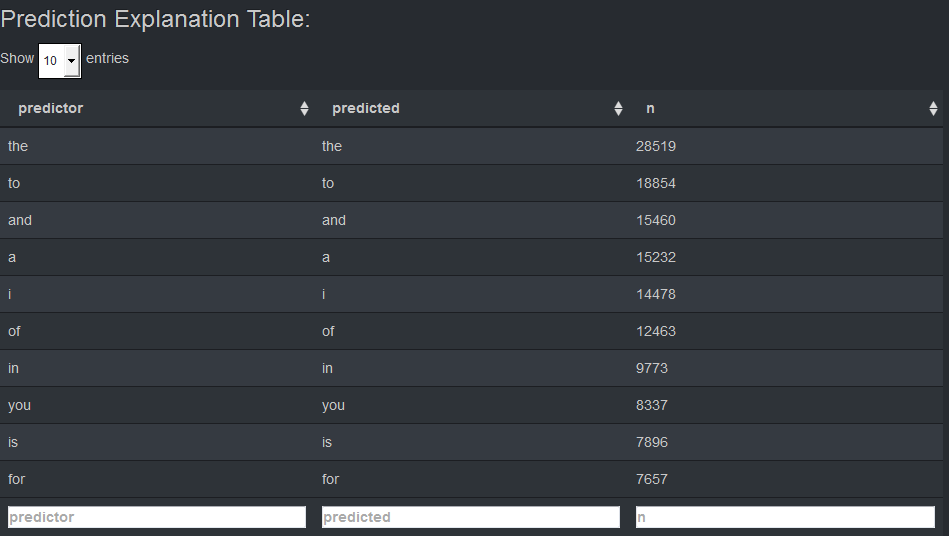 Prediction Explanation Table:
Show 10 entries
predictor predicted n
the the 28519
to to 18854
and and 15460
a a 15232
i i 14478
of of 12463
in in 9773
you you 8337
is is 7896
for for 7657
predictor predicted n